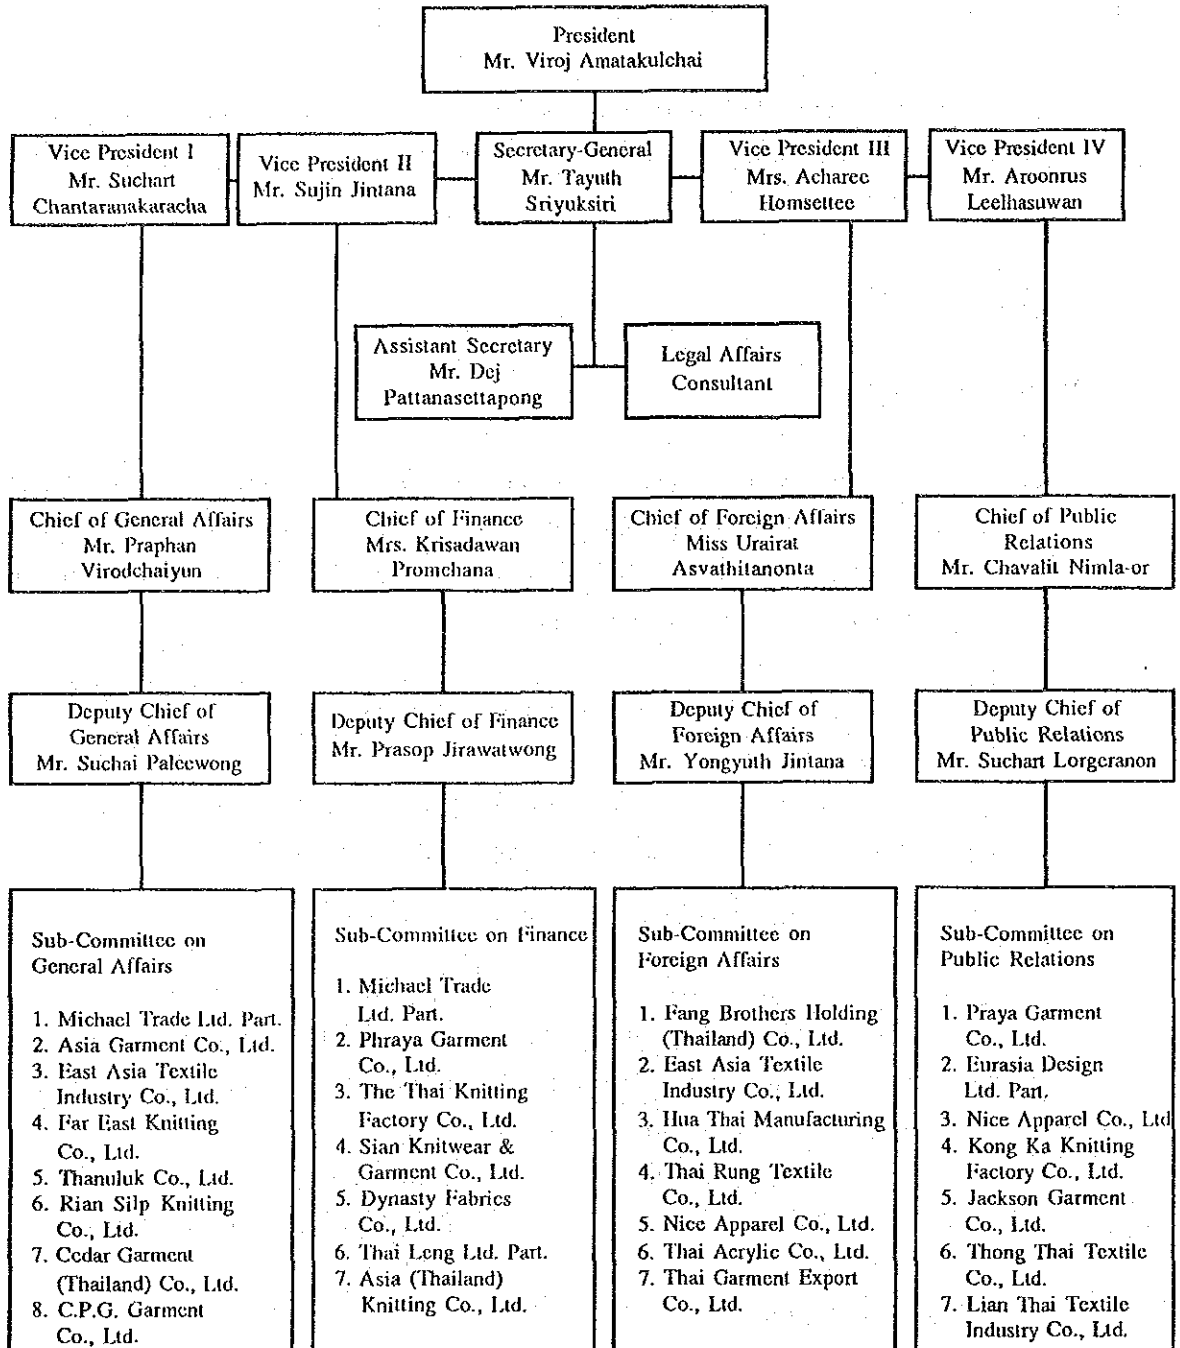 President
Mr. Viroj Amatakulchai
Vice President I
Mr. Suchart
Chantaranakaracha
Vice President II
Mr. Sujin Jintana
Secretary-General
Mr. Tayuth
Sriyuksiri
Vice President III
Mrs. Acharee
Homsettee
Vice President IV
Mr. Aroonrus
Leelhasuwan
Assistant Secretary
Mr. Dej
Pattanasettapong
Legal Affairs
Consultant
Chief of General Affairs
Mr. Praphan
Virodchaiyun
Chief of Finance
Mrs. Krisadawan
Promchana
Chief of Foreign Affairs
Miss Urairat
Asvathitanonta
Chief of Public
Relations
Mr. Chavalit Nimla-or
Deputy Chief of
General Affairs
Mr. Suchai Paleewong
Deputy Chief of Finance
Mr. Prasop Jirawatwong
Deputy Chief of
Foreign Affairs
Mr. Yongyuth Jintana
Deputy Chief of
Public Relations
Mr. Suchart Lorgeranon
Sub-Committee on
General Affairs
1. Michael Trade Ltd. Part.
2. Asia Garment Co., Ltd.
3. East Asia Textile
Industry Co., Ltd.
4. Far East Knitting
Co., Ltd.
5. Thanuluk Co., Ltd.
6. Rian Silp Knitting
Co., Ltd.
7. Cedar Garment
(Thailand) Co., Ltd.
8. C.P.G. Garment
Co., Ltd.
Sub-Committee on Finance
1. Michael Trade
Ltd. Part.
2. Phraya Garment
Co., Ltd.
3. The Thai Knitting
Factory Co., Ltd.
4. Sian Knitwear &
Garment Co., Ltd.
5. Dynasty Fabrics
Co., Ltd.
6. Thai Leng Ltd. Part.
7. Asia (Thailand)
Knitting Co., Ltd.
Sub-Committee on
Foreign Affairs
1. Fang Brothers Holding
(Thailand) Co., Ltd.
2. East Asia Textile
Industry Co., Ltd.
3. Hua Thai Manufacturing
Co., Ltd.
4. Thai Rung Textile
Co., Ltd.
5. Nice Apparel Co., Ltd.
6. Thai Acrylic Co., Ltd.
7. Thai Garment Export
Co., Ltd.
Sub-Committee on
Public Relations
1. Praya Garment
Co., Ltd.
2. Eurasia Design
Ltd. Part.
3. Nice Apparel Co., Ltd
4. Kong Ka Knitting
Factory Co., Ltd.
5. Jackson Garment
Co., Ltd.
6. Thong Thai Textile
Co., Ltd.
7. Lian Thai Textile
Industry Co., Ltd.